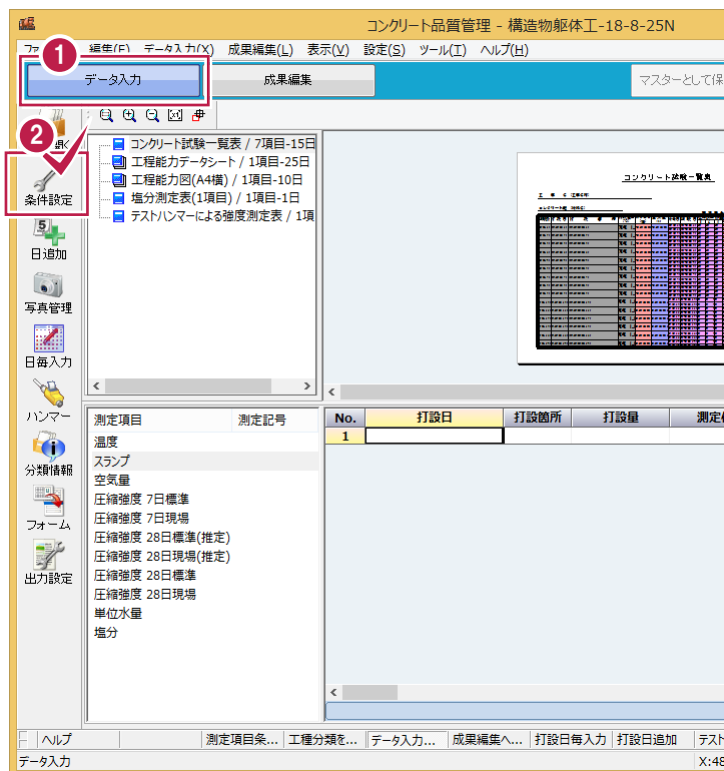 コンクリート品質管理 - 構造物躯体工-18-8-25N
編集(E) データ入力(X) 成果編集(L) 表示(V) 設定(S) ツール(T) ヘルプ(H)
1
データ入力 成果編集 マスターとして保
2
条件設定
日追加
写真管理
日毎入力
ハンマー
分類情報
フォーム
出力設定
コンクリート試験一覧表 / 7項目-15日
工程能力データシート / 1項目-25日
工程能力図(A4横) / 1項目-10日
塩分測定表(1項目) / 1項目-1日
テストハンマーによる強度測定表 / 1項
コンクリート試験一覧表
測定項目 測定記号
温度
スランプ
空気量
圧縮強度 7日標準
圧縮強度 7日現場
圧縮強度 28日標準(推定)
圧縮強度 28日現場(推定)
圧縮強度 28日標準
圧縮強度 28日現場
単位水量
塩分
No. 打設日 打設箇所 打設量
1
ヘルプ 測定項目条... 工種分類を... データ入力... 成果編集へ... 打設日毎入力 打設日追加 テスト
データ入力 X:48